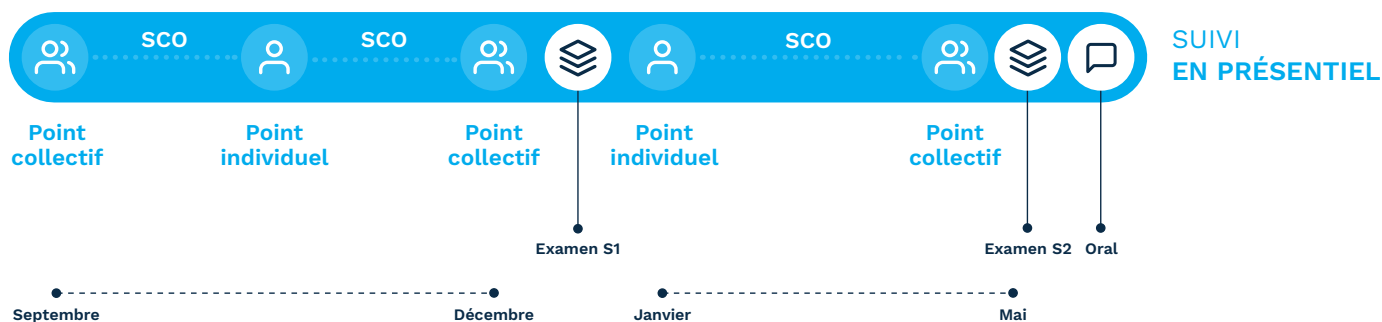 SCO
SCO
SCO
SUIVI
EN PRÉSENTIEL
Point
collectif
Point
individuel
Point
collectif
Point
individuel
Point
collectif
Examen S1
Examen S2
Oral
Septembre
Décembre
Janvier
Mai